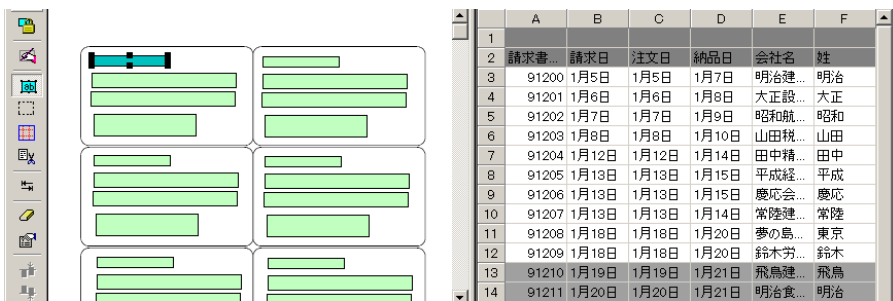 A B C D E F
1
2 請求書... 請求日 注文日 納品日 会社名 姓
3 91200 1月5日 1月5日 1月7日 明治建... 明治
4 91201 1月6日 1月6日 1月8日 大正設... 大正
5 91202 1月7日 1月7日 1月9日 昭和航... 昭和
6 91203 1月8日 1月8日 1月10日 山田税... 山田
7 91204 1月12日 1月12日 1月14日 田中精... 田中
8 91205 1月13日 1月13日 1月15日 平成経... 平成
9 91206 1月13日 1月13日 1月15日 慶応会... 慶応
10 91207 1月13日 1月13日 1月14日 常陸建... 常陸
11 91208 1月18日 1月18日 1月20日 夢の島... 東京
12 91209 1月18日 1月18日 1月20日 鈴木労... 鈴木
13 91210 1月19日 1月19日 1月21日 飛鳥建... 飛鳥
14 91211 1月20日 1月20日 1月21日 明治食... 明治